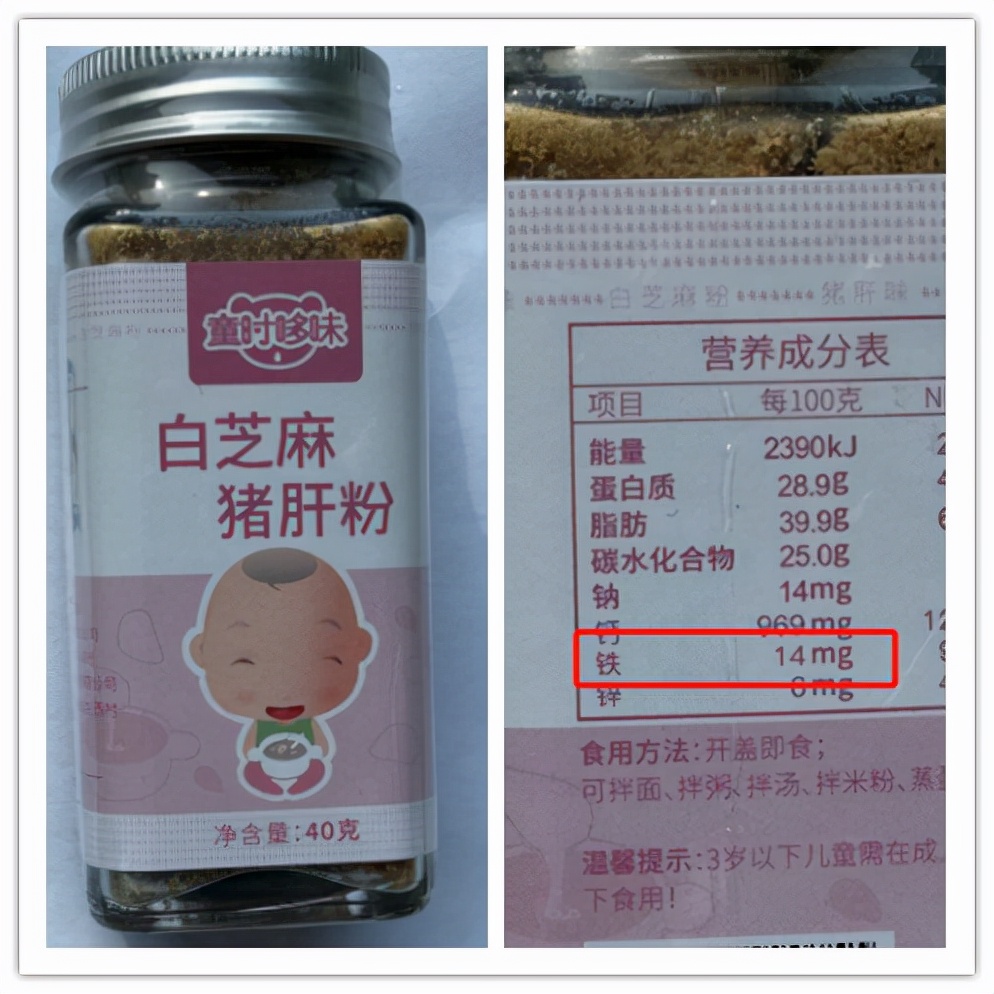 童时哆味
白芝麻
猪肝粉
净含量:40克
白芝麻粉 猪肝
营养成分表
项目 每100克
能量 2390kJ
蛋白质 28.9g
脂肪 39.9g
碳水化合物 25.0g
钠 14mg
钙 969mg
铁 14mg
锌 6mg
食用方法:开盖即食;
可拌面、拌粥、拌汤、拌米粉、蒸
温馨提示:3岁以下儿童需在成
下食用!